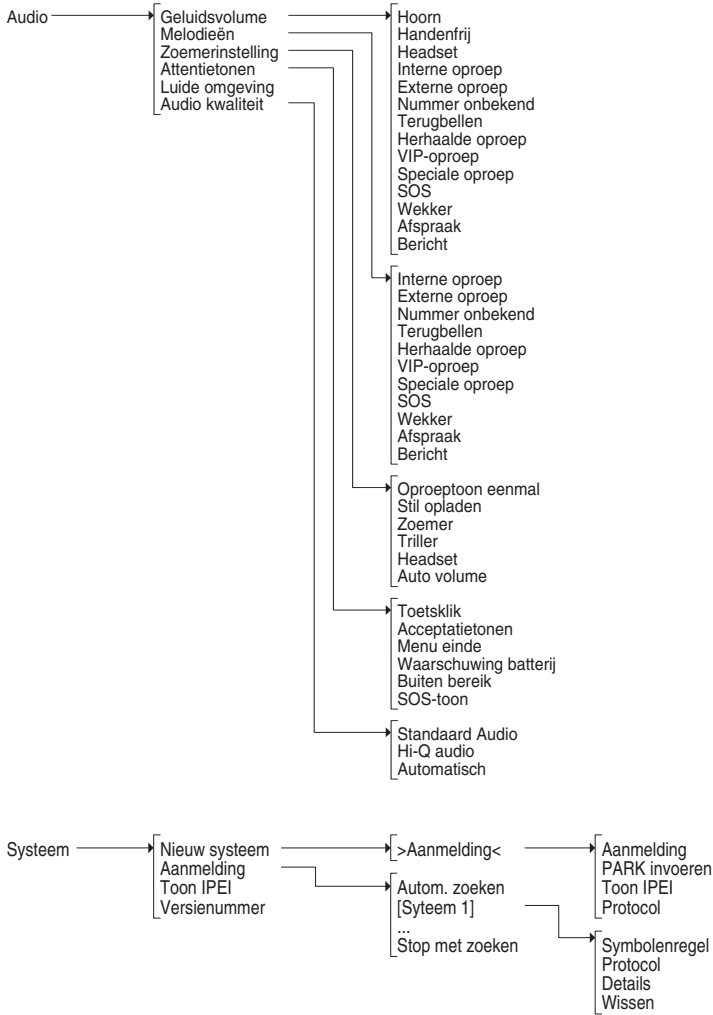 Audio
Geluidsvolume
Melodieën
Zoemerinstelling
Attentietonen
Luide omgeving
Audio kwaliteit
Hoorn
Handenfrij
Headset
Interne oproep
Externe oproep
Nummer onbekend
Terugbellen
Herhaalde oproep
VIP-oproep
Speciale oproep
SOS
Wekker
Afspraak
Bericht
Interne oproep
Externe oproep
Nummer onbekend
Terugbellen
Herhaalde oproep
VIP-oproep
Speciale oproep
SOS
Wekker
Afspraak
Bericht
Oproeptoon eenmal
Stil opladen
Zoemer
Triller
Headset
Auto volume
Toetsklik
Acceptatietonen
Menu einde
Waarschuwing batterij
Buiten bereik
SOS-toon
Standaard Audio
Hi-Q audio
Automatisch
Systeem
Nieuw systeem
Aanmelding
Toon IPEI
Versienummer
>Aanmelding<
Autom. zoeken
[Syteem 1]
...
Stop met zoeken
Aanmelding
PARK invoeren
Toon IPEI
Protocol
Symbolenregel
Protocol
Details
Wissen